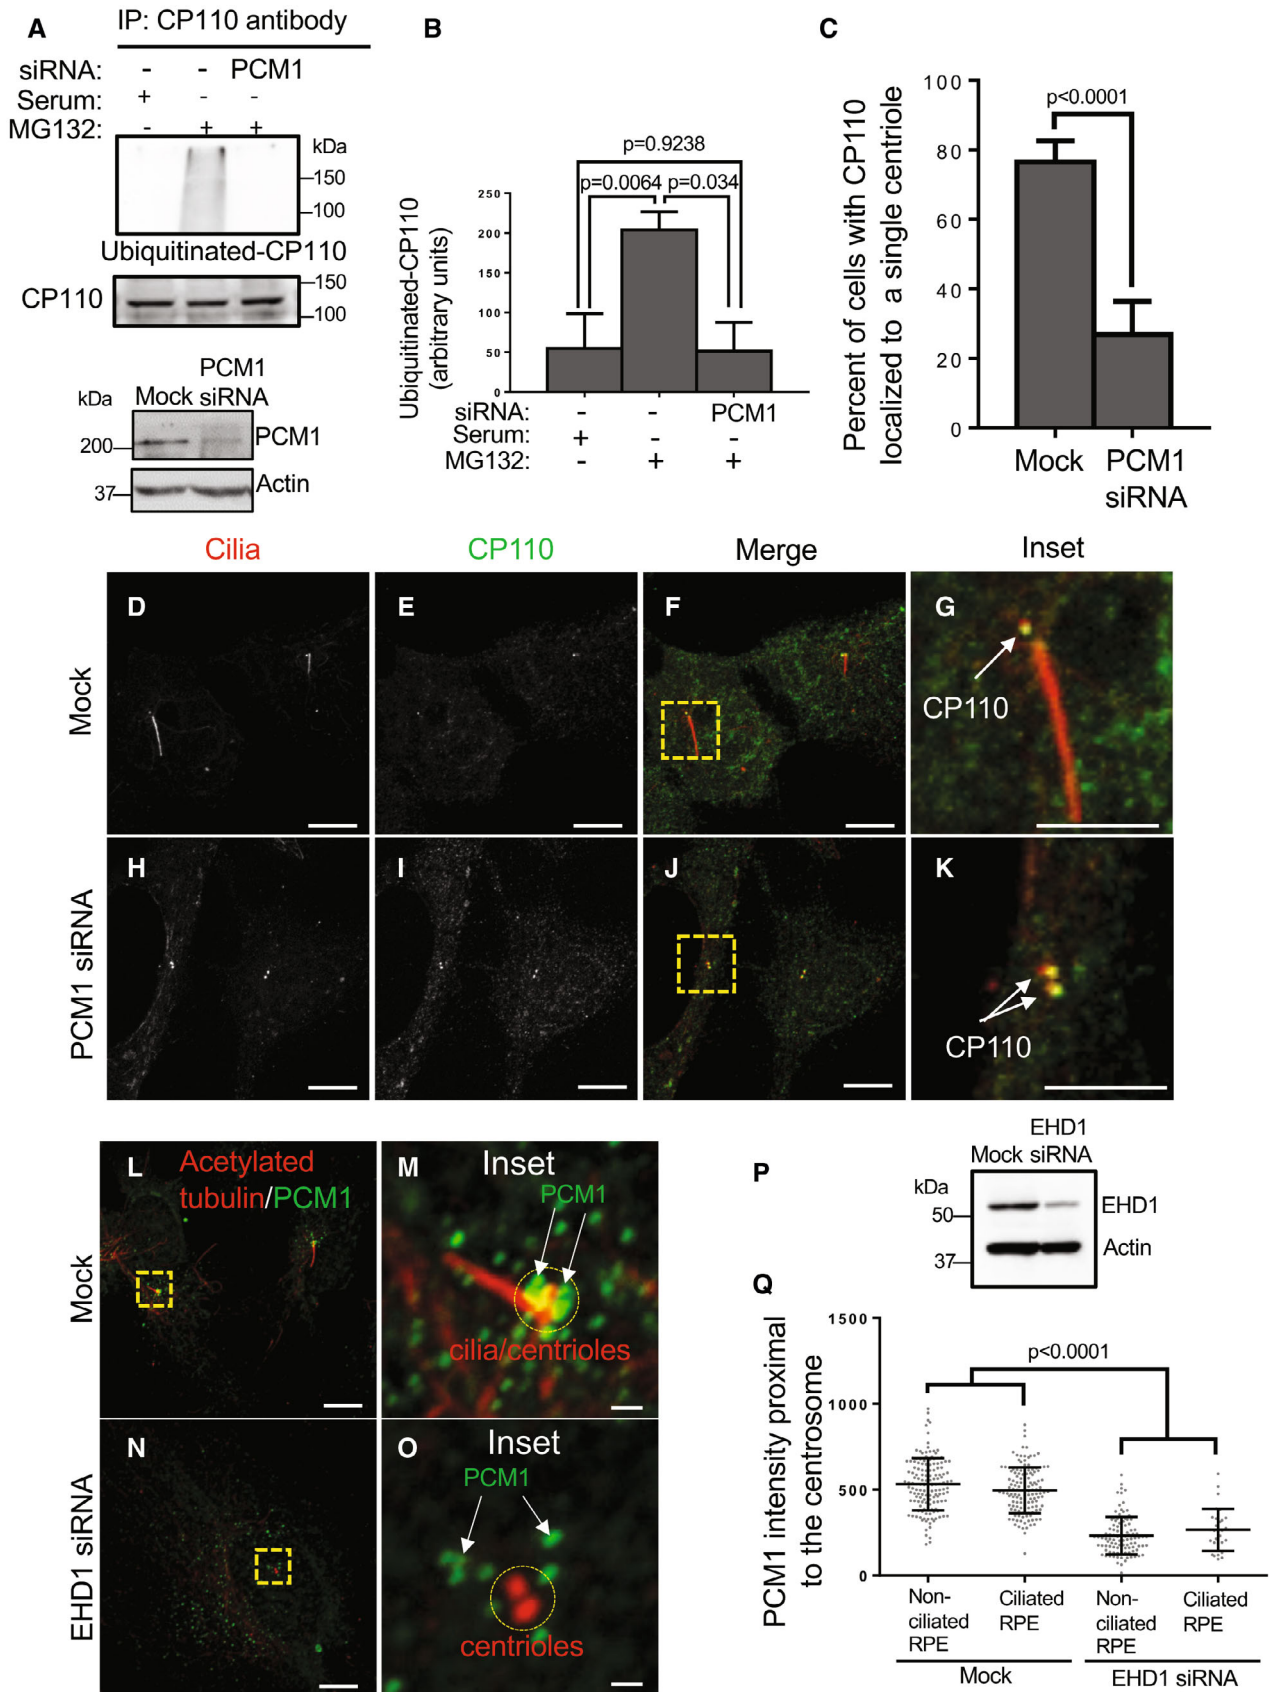 A
IP: CP110 antibody
siRNA: - - PCM1
Serum: + - -
MG132: - + +
kDa
150
100
Ubiquitinated-CP110
CP110
150
100
PCM1
Mock siRNA
kDa
200
PCM1
37
Actin
B
p=0.9238
p=0.0064 p=0.034
Ubiquitinated-CP110
(arbitrary units)
250
200
150
100
50
0
siRNA: - - PCM1
Serum: + - -
MG132: - + +
C
Percent of cells with CP110
localized to a single centriole
100
80
60
40
20
0
p<0.0001
Mock PCM1
siRNA
Cilia CP110 Merge Inset
Mock
D E F G
CP110
PCM1 siRNA
H I J K
CP110
Mock
L Acetylated
tubulin/PCM1
M Inset
PCM1
cilia/centrioles
EHD1 siRNA
N
O Inset
PCM1
centrioles
P
EHD1
Mock siRNA
kDa
50
EHD1
37
Actin
Q
PCM1 intensity proximal
to the centrosome
1500
1000
500
0
p<0.0001
Non-
ciliated
RPE
Ciliated
RPE
Non-
ciliated
RPE
Ciliated
RPE
Mock EHD1 siRNA